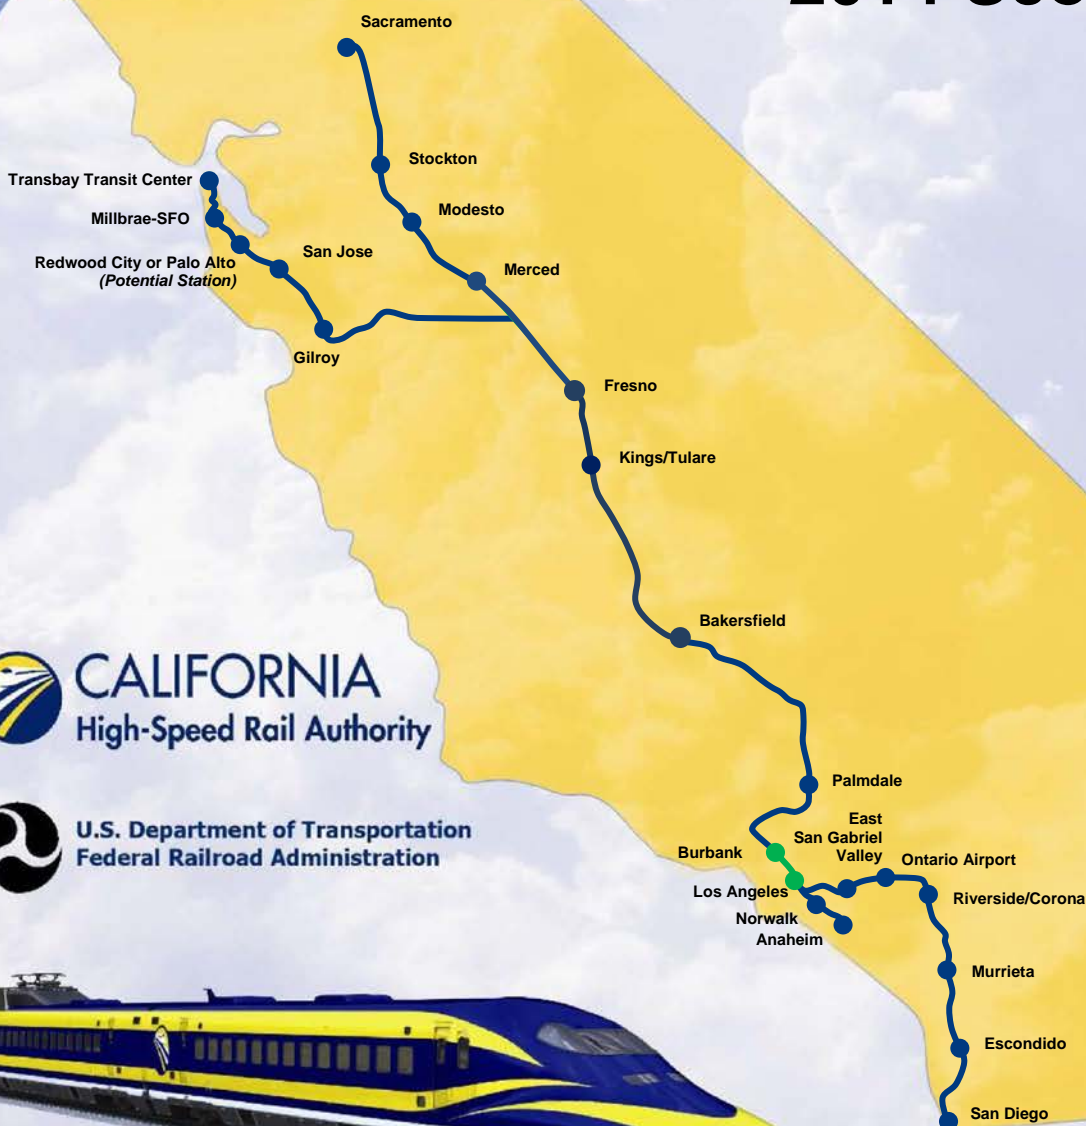 Sacramento
Stockton
Transbay Transit Center
Modesto
Millbrae-SFO
San Jose
Redwood City or Palo Alto
(Potential Station)
Merced
Gilroy
Fresno
Kings/Tulare
Bakersfield
CALIFORNIA
High-Speed Rail Authority
Palmdale
U.S. Department of Transportation
Federal Railroad Administration
East
San Gabriel
Valley
Burbank
Ontario Airport
Los Angeles
Riverside/Corona
Norwalk
Anaheim
Murrieta
Escondido
San Diego